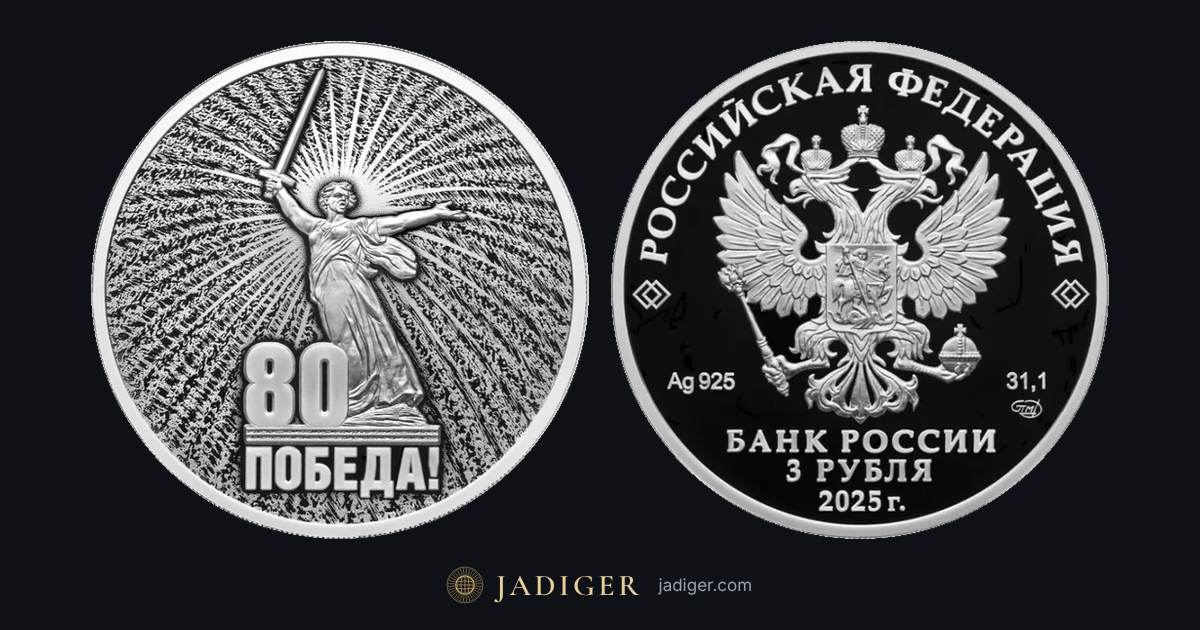 80
ПОБЕДА!
РОССИЙСКАЯ ФЕДЕРАЦИЯ
Ag 925
31,1
БАНК РОССИИ
3 РУБЛЯ
2025 г.
JADIGER jadiger.com